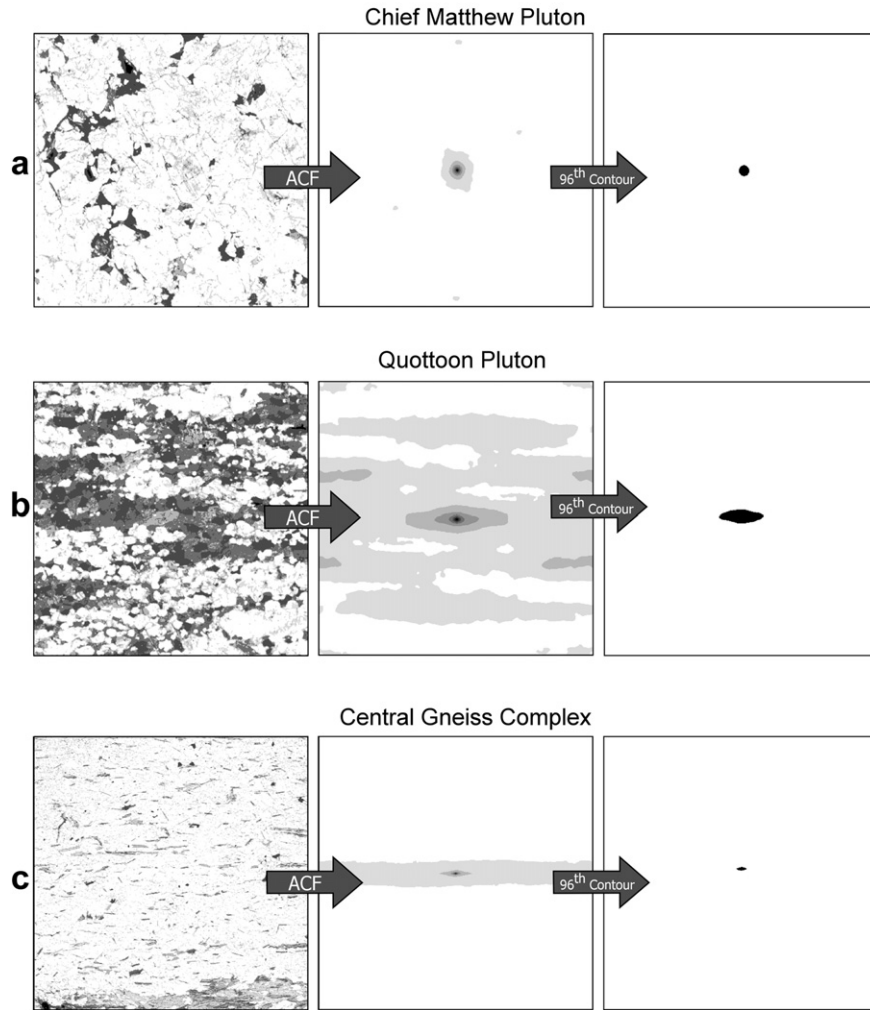 Chief Matthew Pluton
a
ACF
96th Contour
Quottoon Pluton
b
ACF
96th Contour
Central Gneiss Complex
c
ACF
96th Contour